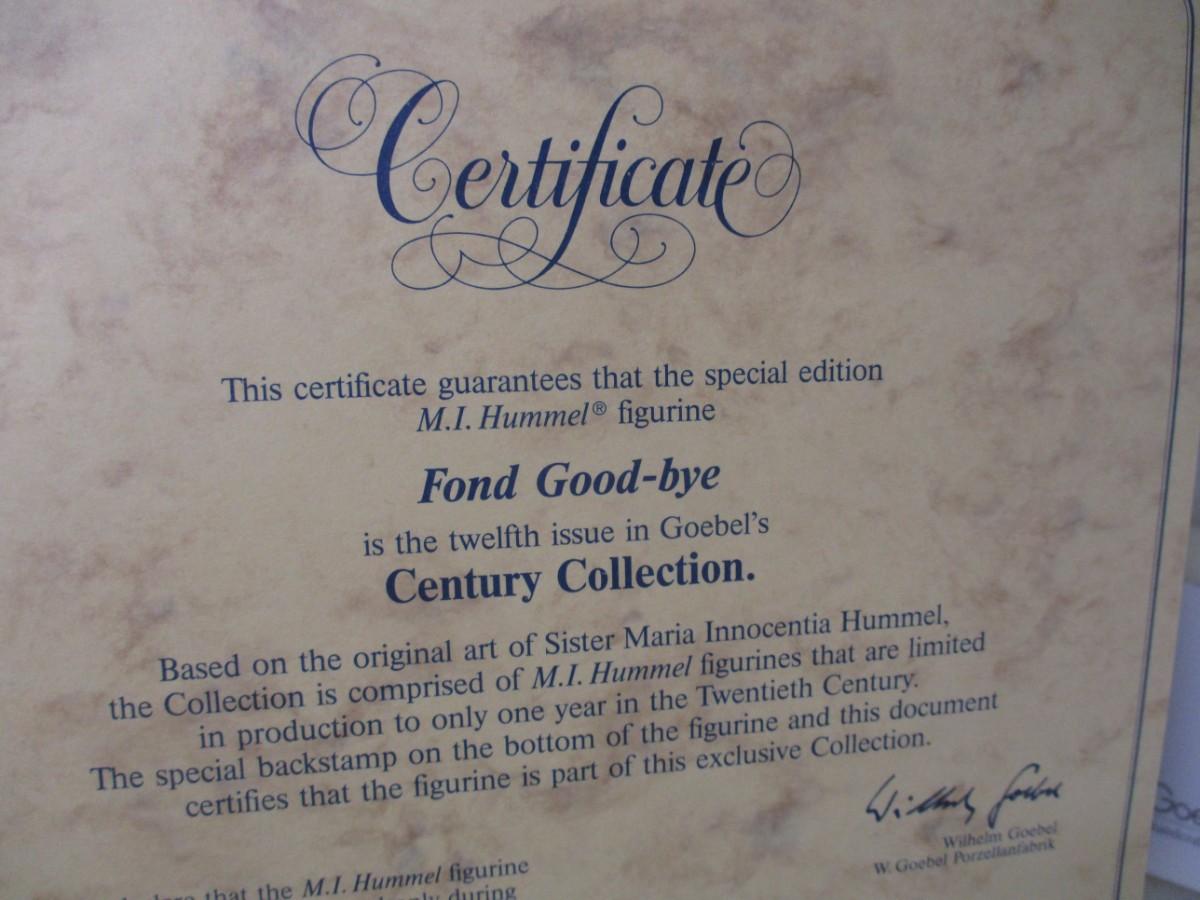 Certificate
This certificate guarantees that the special edition
M.I. Hummel® figurine
Fond Good-bye
is the twelfth issue in Goebel's
Century Collection.
Based on the original art of Sister Maria Innocentia Hummel,
the Collection is comprised of M.I. Hummel figurines that are limited
in production to only one year in the Twentieth Century.
The special backstamp on the bottom of the figurine and this document
certifies that the figurine is part of this exclusive Collection.
Wilhelm Goebel
Wilhelm Goebel
W. Goebel Porzellanfabrik
that the M.I. Hummel figurine
during